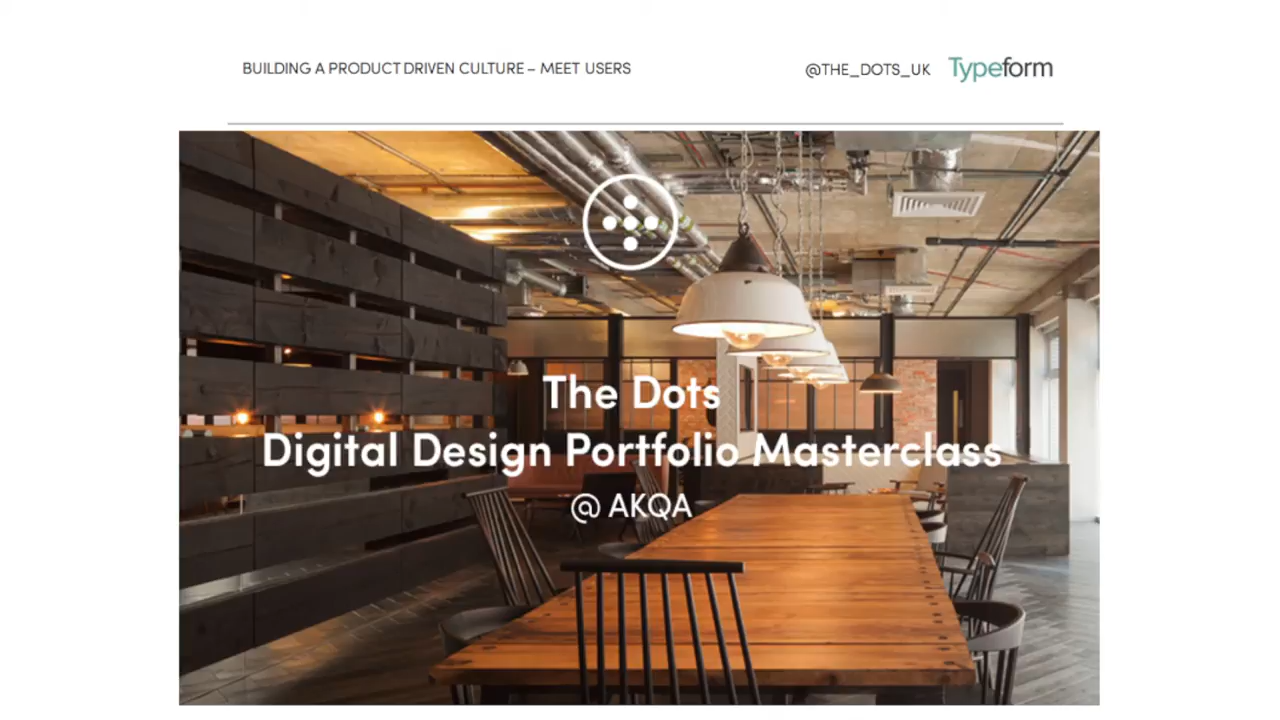 BUILDING A PRODUCT DRIVEN CULTURE – MEET USERS
@THE_DOTS_UK Typeform
The Dots
Digital Design Portfolio Masterclass
@ AKQA